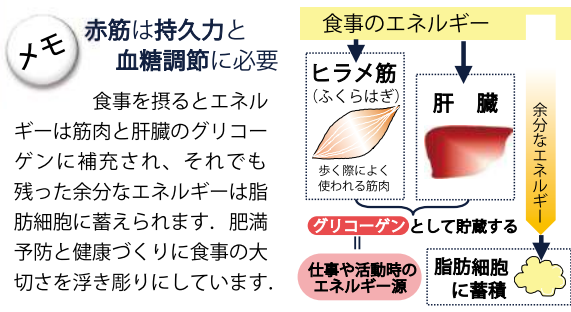 メモ
赤筋は持久力と
血糖調節に必要
食事を摂るとエネル
ギーは筋肉と肝臓のグリコー
ゲンに補充され、それでも
残った余分なエネルギーは脂
肪細胞に蓄えられます．肥満
予防と健康づくりに食事の大
切さを浮き彫りにしています.
食事のエネルギー
ヒラメ筋
（ふくらはぎ）
歩く際によく
使われる筋肉
肝　臓
余分なエネルギー
グリコーゲンとして貯蔵する
＝
仕事や活動時の
エネルギー源
脂肪細胞
に蓄積